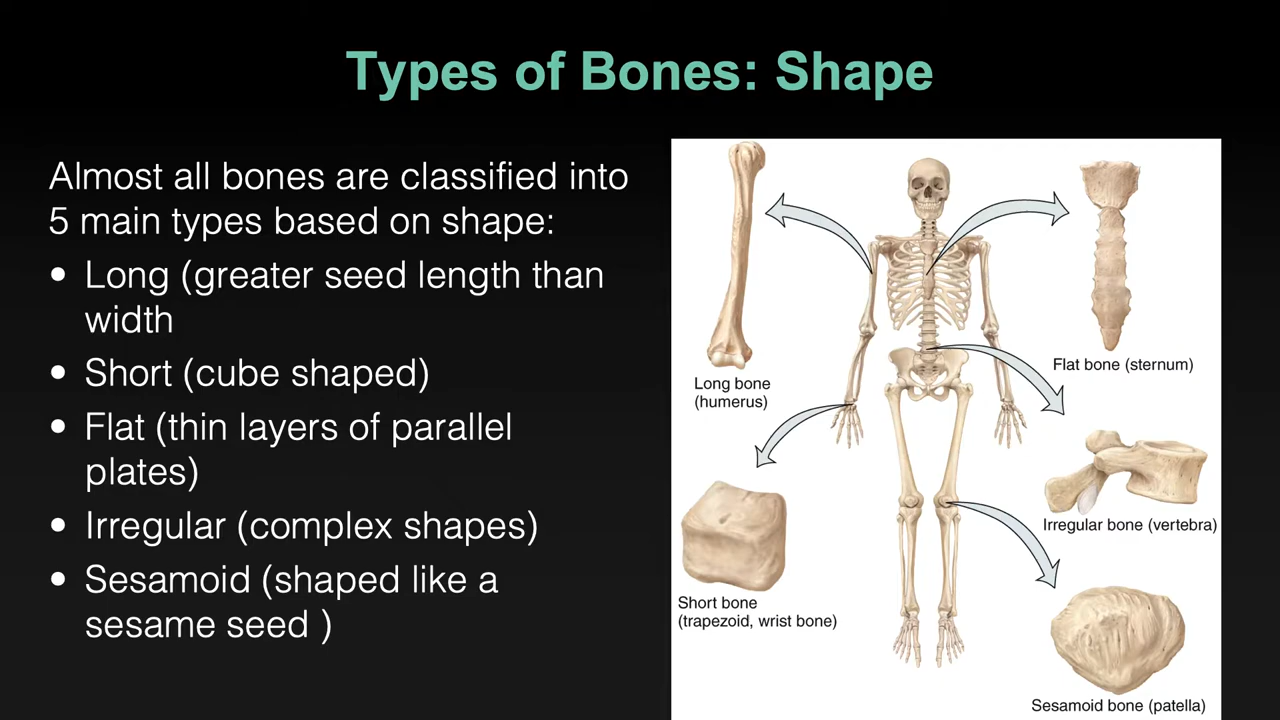 Types of Bones: Shape
Almost all bones are classified into
5 main types based on shape:
• Long (greater seed length than
width
• Short (cube shaped)
• Flat (thin layers of parallel
plates)
• Irregular (complex shapes)
• Sesamoid (shaped like a
sesame seed )
Long bone
(humerus)
Flat bone (sternum)
Irregular bone (vertebra)
Short bone
(trapezoid, wrist bone)
Sesamoid bone (patella)